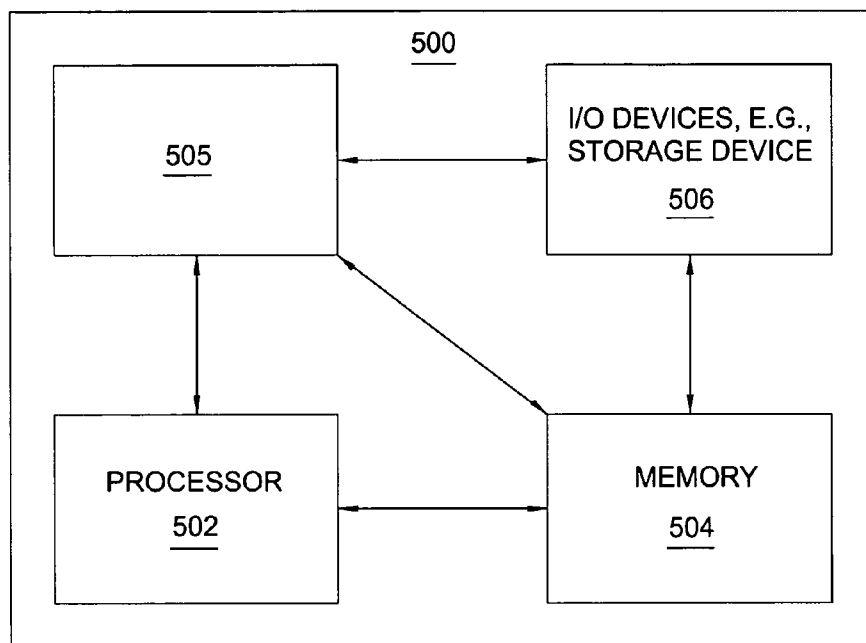 500
505
I/O DEVICES, E.G.,
STORAGE DEVICE
506
PROCESSOR
502
MEMORY
504